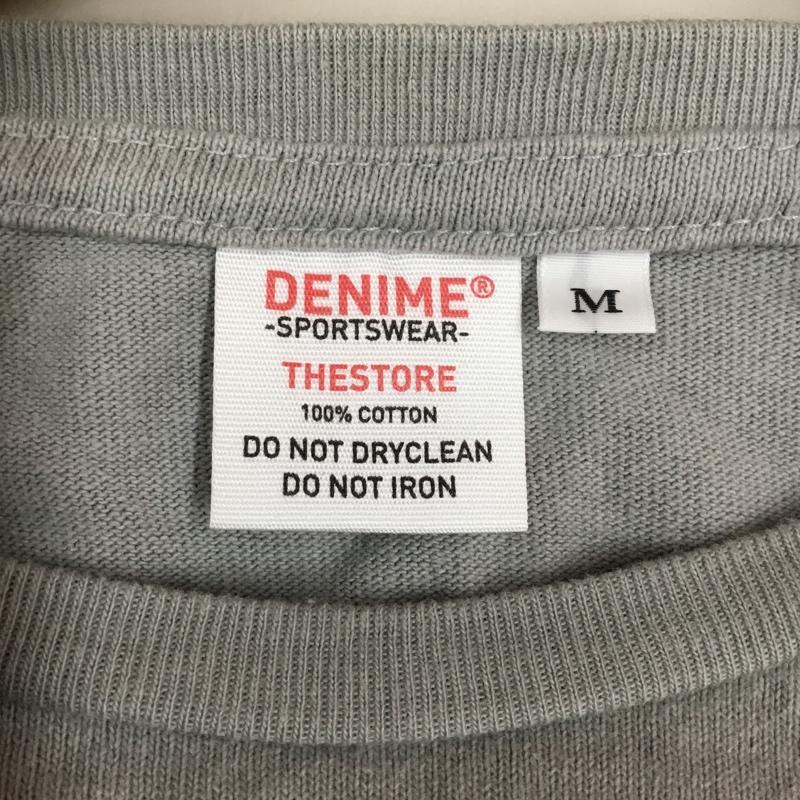 DENIME®
-SPORTSWEAR-
THESTORE
100% COTTON
DO NOT DRYCLEAN
DO NOT IRON
M